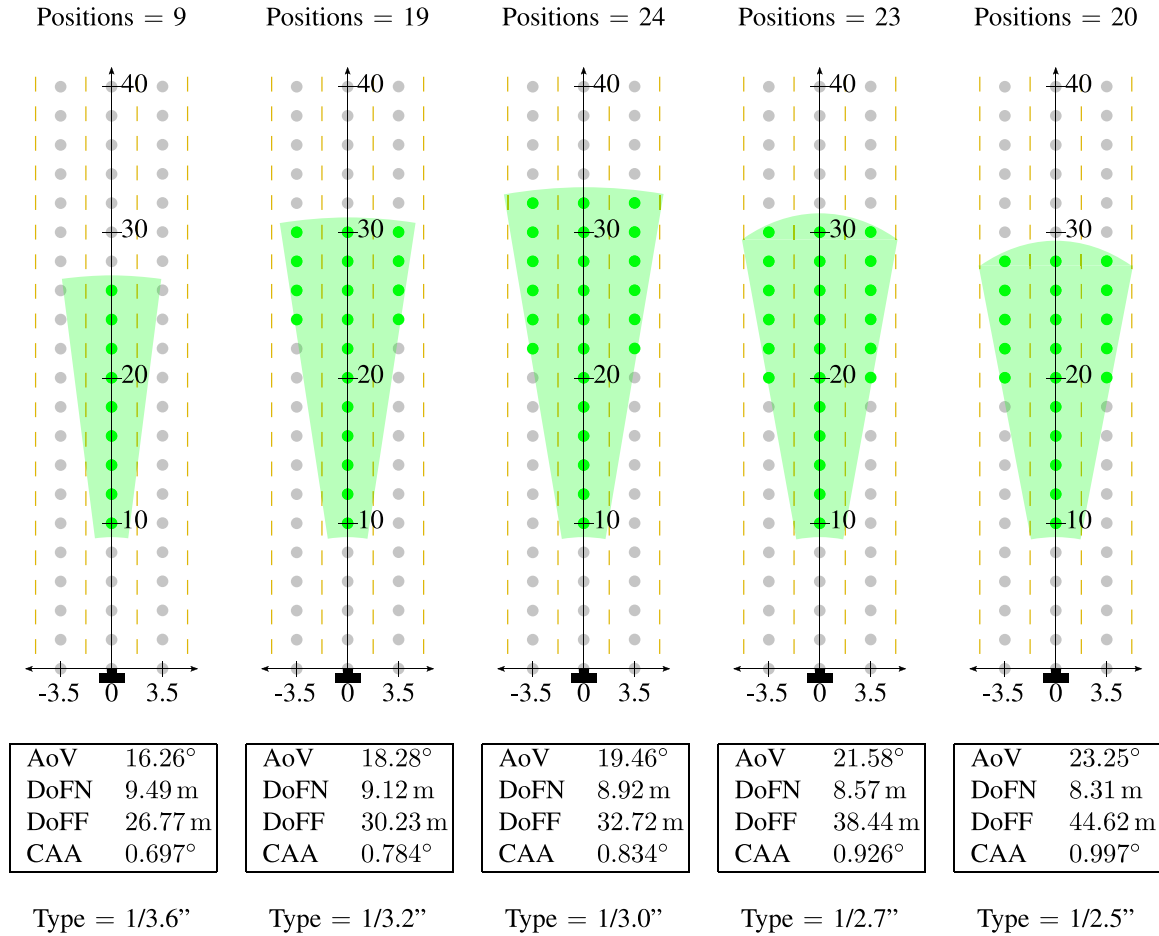 Positions = 9 Positions = 19 Positions = 24 Positions = 23 Positions = 20
40 40 40 40 40
30 30 30 30 30
20 20 20 20 20
10 10 10 10 10
-3.5 0 3.5 -3.5 0 3.5 -3.5 0 3.5 -3.5 0 3.5 -3.5 0 3.5
AoV 16.26° AoV 18.28° AoV 19.46° AoV 21.58° AoV 23.25°
DoFN 9.49 m DoFN 9.12 m DoFN 8.92 m DoFN 8.57 m DoFN 8.31 m
DoFF 26.77 m DoFF 30.23 m DoFF 32.72 m DoFF 38.44 m DoFF 44.62 m
CAA 0.697° CAA 0.784° CAA 0.834° CAA 0.926° CAA 0.997°
Type = 1/3.6” Type = 1/3.2” Type = 1/3.0” Type = 1/2.7” Type = 1/2.5”